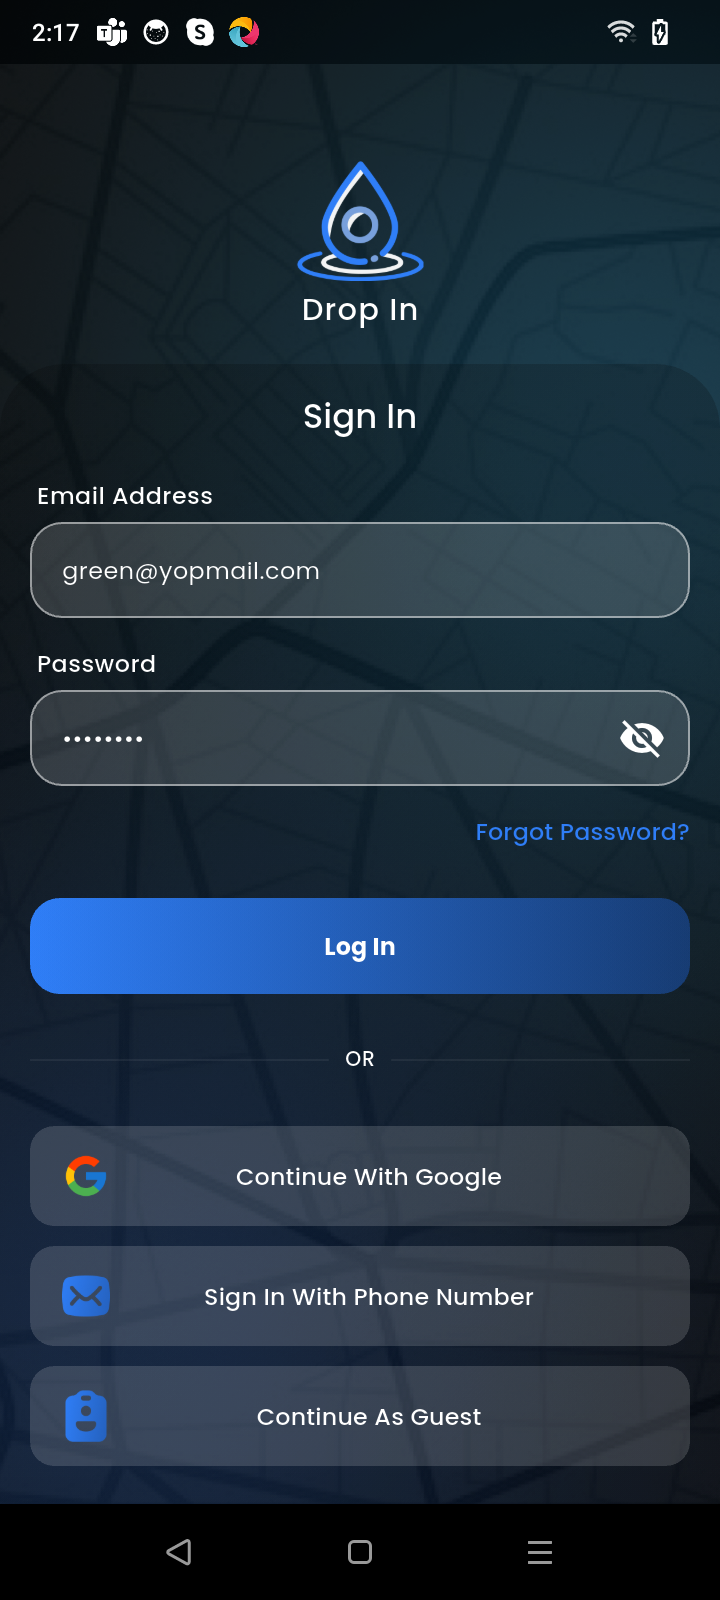 2:17
Drop In
Sign In
Email Address
green@yopmail.com
Password
••••••••
Forgot Password?
Log In
OR
Continue With Google
Sign In With Phone Number
Continue As Guest